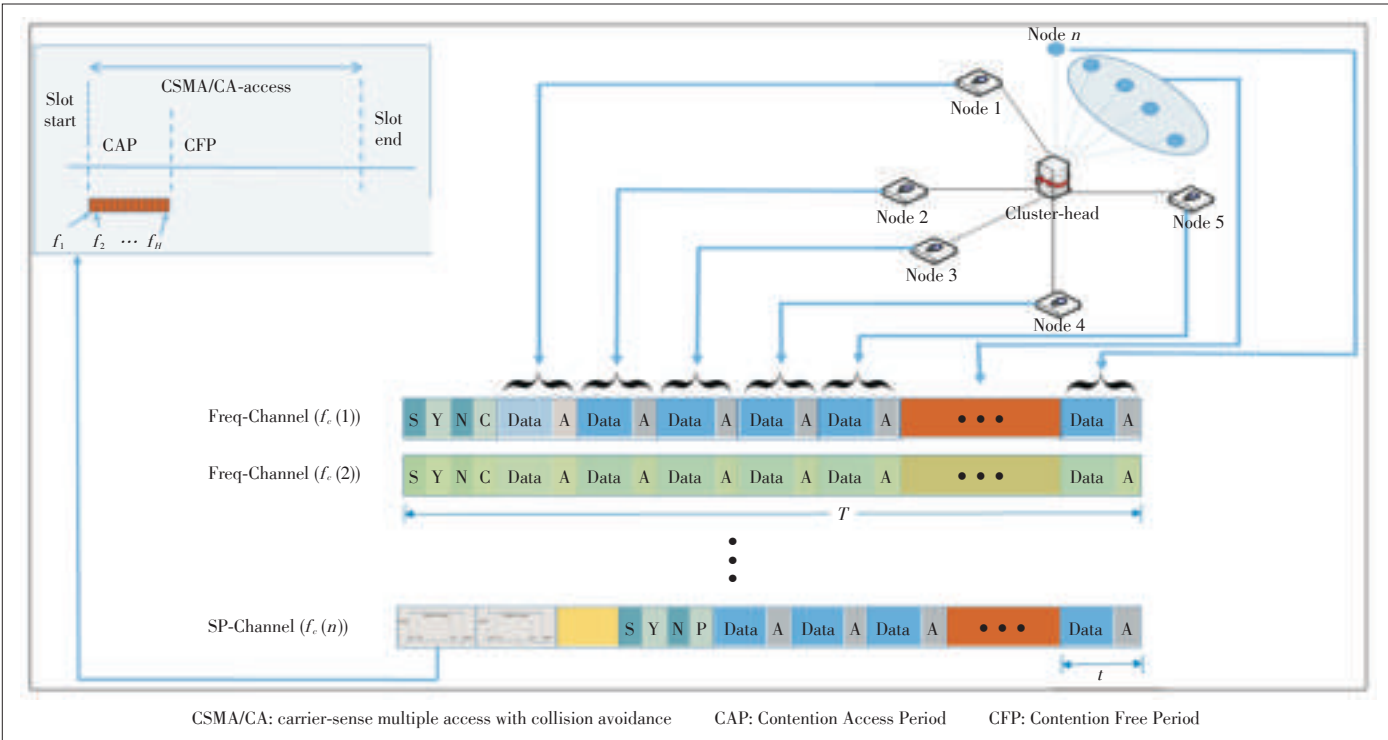 Node n
CSMA/CA-access
Slot
start
Slot
end
CAP
CFP
f1 f2 … fH
Node 1
Node 2
Cluster-head
Node 5
Node 3
Node 4
Freq-Channel (fc (1)) S Y N C Data A Data A Data A Data A Data A • • • Data A
Freq-Channel (fc (2)) S Y N C Data A Data A Data A Data A Data A • • • Data A
T
SP-Channel (fc (n)) S Y N P Data A Data A Data A • • • Data A
t
CSMA/CA: carrier-sense multiple access with collision avoidance CAP: Contention Access Period CFP: Contention Free Period